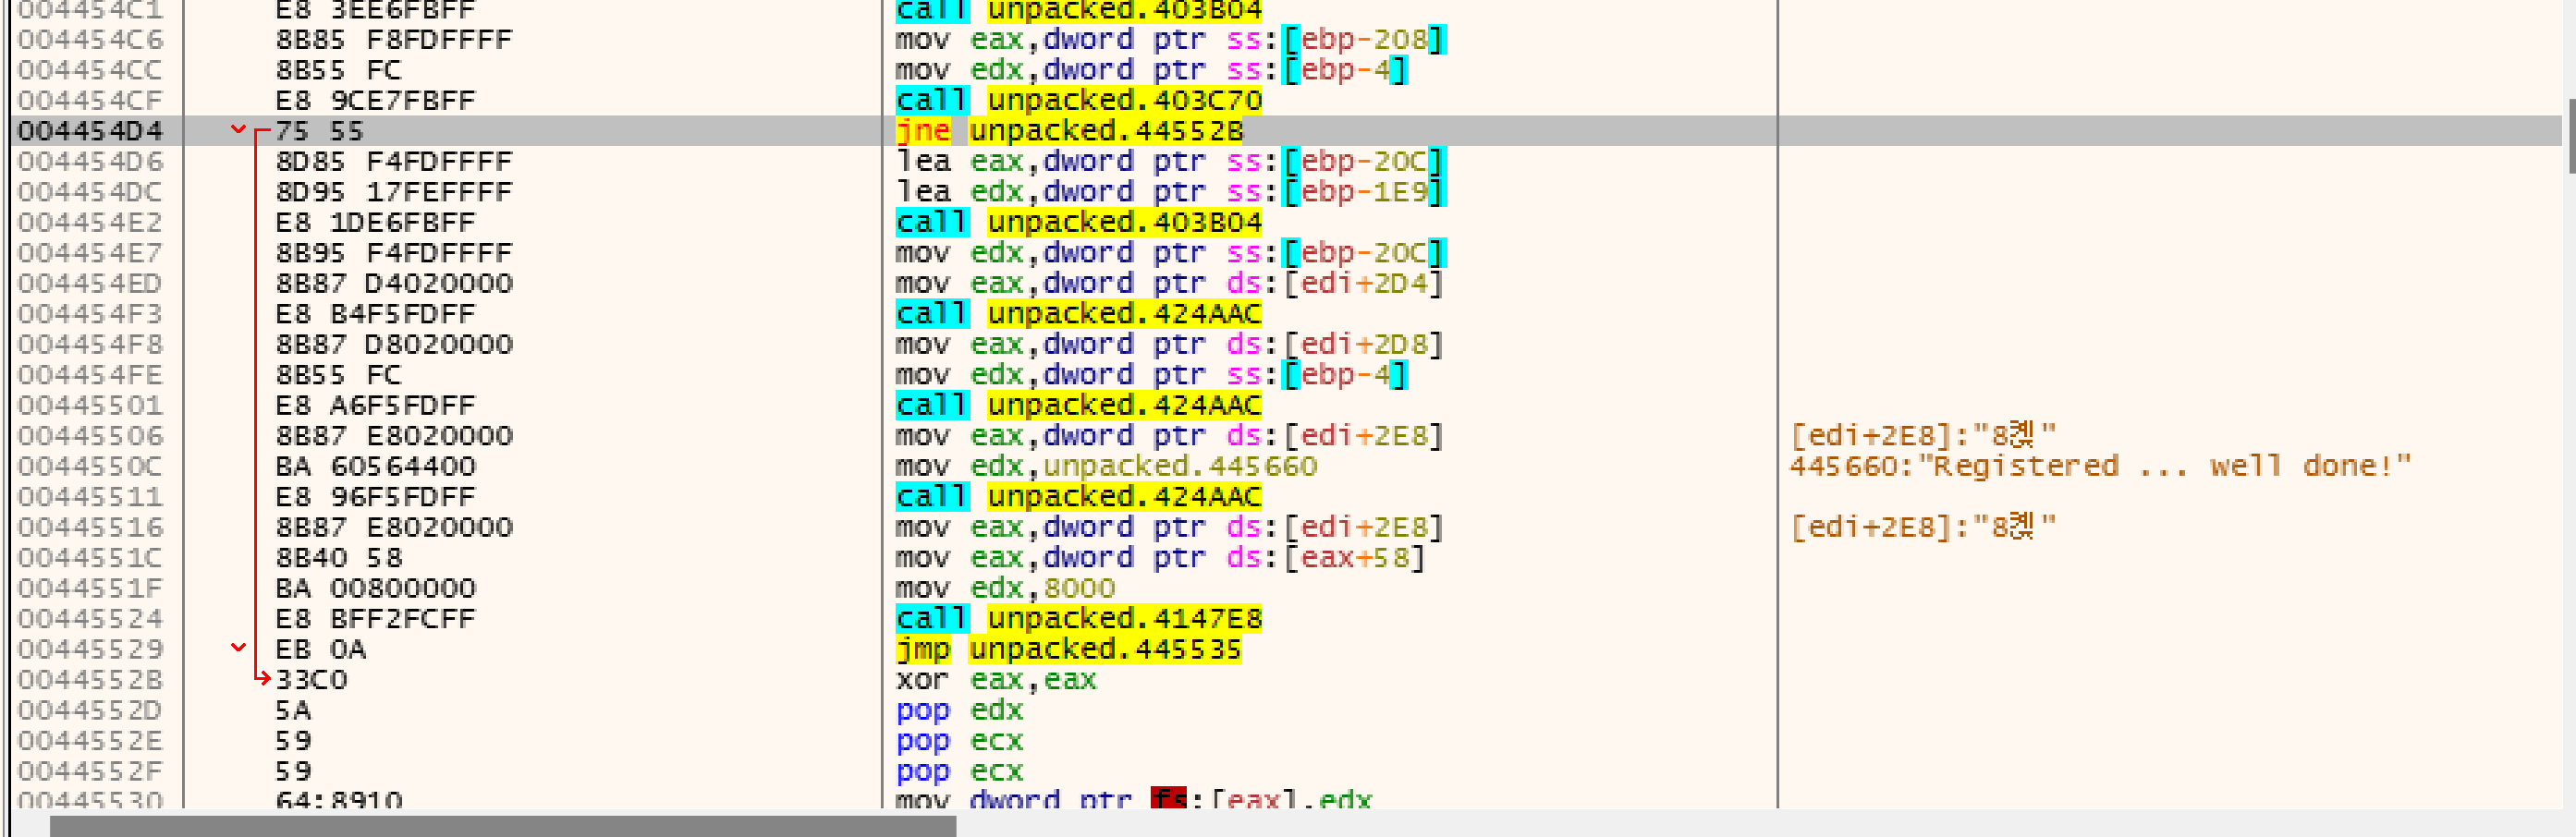 004454C1 E8 3EE6FBFF call unpacked.403B04
004454C6 8B85 F8FDFFFF mov eax,dword ptr ss:[ebp-208]
004454CC 8B55 FC mov edx,dword ptr ss:[ebp-4]
004454CF E8 9CE7FBFF call unpacked.403C70
004454D4 75 55 jne unpacked.44552B
004454D6 8D85 F4FDFFFF lea eax,dword ptr ss:[ebp-20C]
004454DC 8D95 17FEFFFF lea edx,dword ptr ss:[ebp-1E9]
004454E2 E8 1DE6FBFF call unpacked.403B04
004454E7 8B95 F4FDFFFF mov edx,dword ptr ss:[ebp-20C]
004454ED 8B87 D4020000 mov eax,dword ptr ds:[edi+2D4]
004454F3 E8 B4F5FDFF call unpacked.424AAC
004454F8 8B87 D8020000 mov eax,dword ptr ds:[edi+2D8]
004454FE 8B55 FC mov edx,dword ptr ss:[ebp-4]
00445501 E8 A6F5FDFF call unpacked.424AAC
00445506 8B87 E8020000 mov eax,dword ptr ds:[edi+2E8]
0044550C BA 60564400 mov edx,unpacked.445660 445660:"Registered ... well done!"
00445511 E8 96F5FDFF call unpacked.424AAC
00445516 8B87 E8020000 mov eax,dword ptr ds:[edi+2E8]
0044551C 8B40 58 mov eax,dword ptr ds:[eax+58]
0044551F BA 00800000 mov edx,8000
00445524 E8 BFF2FCFF call unpacked.4147E8
00445529 EB 0A jmp unpacked.445535
0044552B 33C0 xor eax,eax
0044552D 5A pop edx
0044552E 59 pop ecx
0044552F 59 pop ecx
00445530 64:8910 mov dword ptr fs:[eax],edx